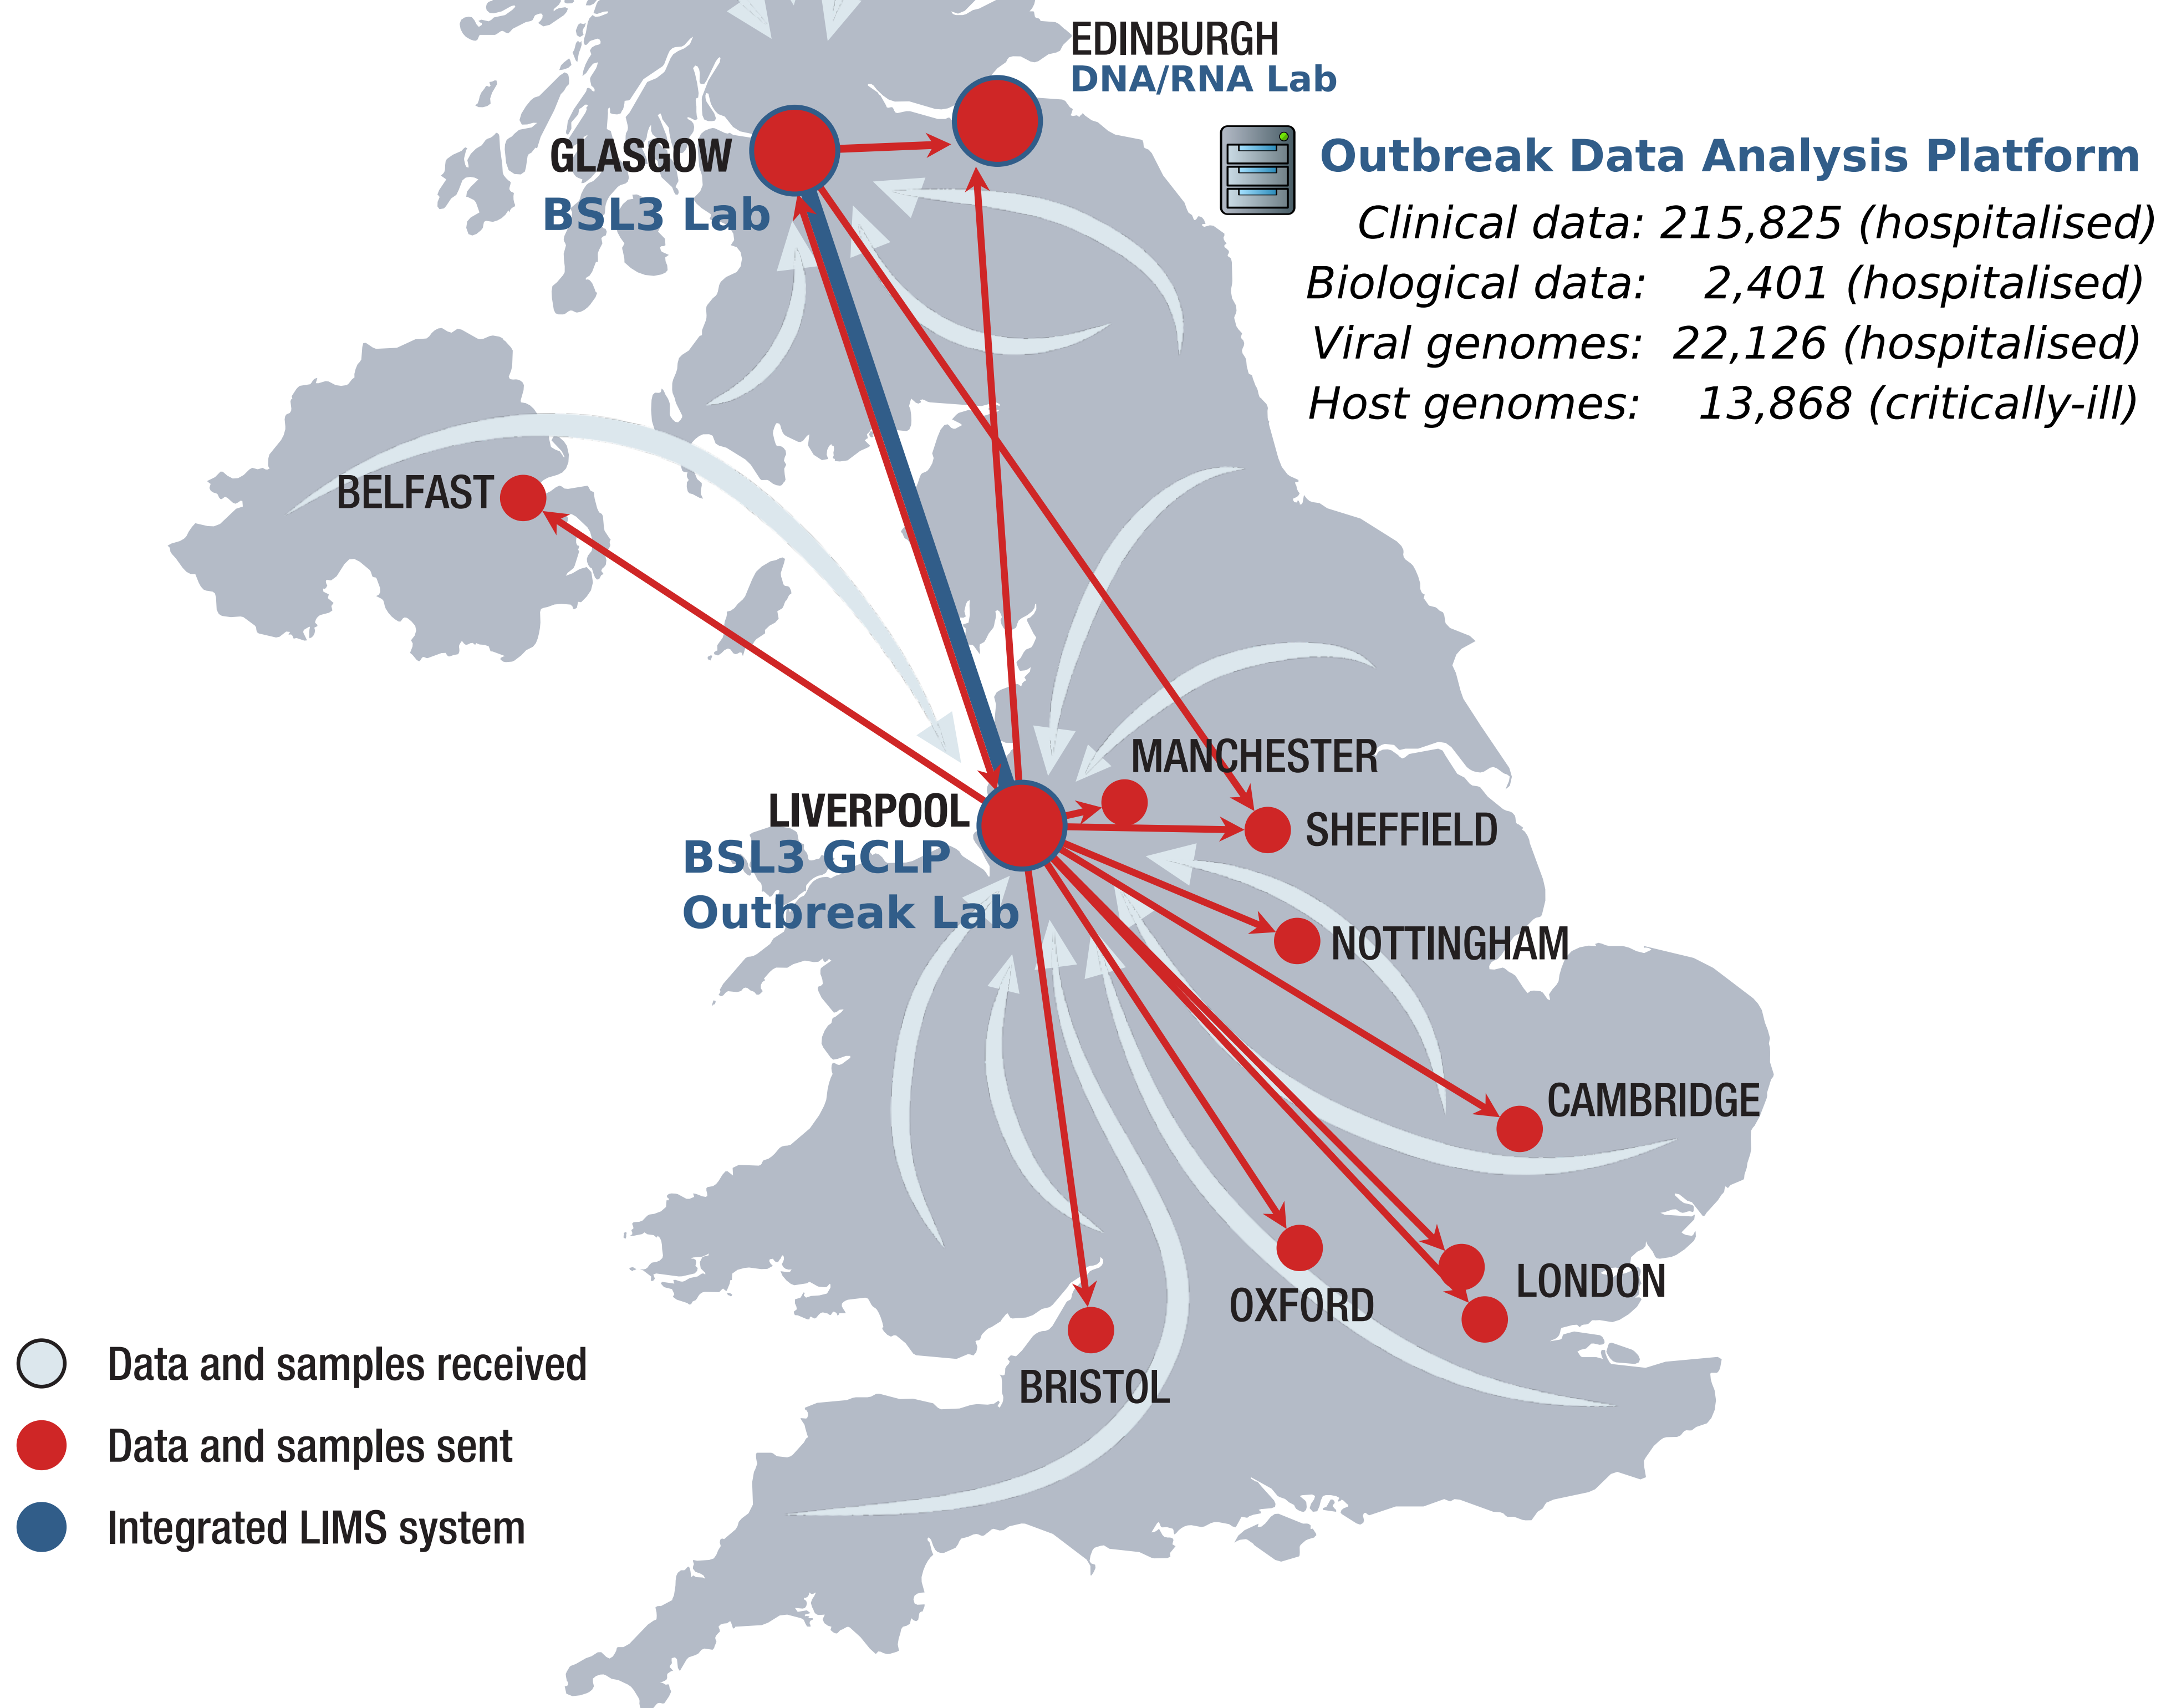 EDINBURGH
DNA/RNA Lab
GLASGOW
BSL3 Lab
Outbreak Data Analysis Platform
Clinical data: 215,825 (hospitalised)
Biological data: 2,401 (hospitalised)
Viral genomes: 22,126 (hospitalised)
Host genomes: 13,868 (critically-ill)
BELFAST
MANCHESTER
LIVERPOOL
BSL3 GCLP
Outbreak Lab
SHEFFIELD
NOTTINGHAM
CAMBRIDGE
LONDON
OXFORD
BRISTOL
Data and samples received
Data and samples sent
Integrated LIMS system